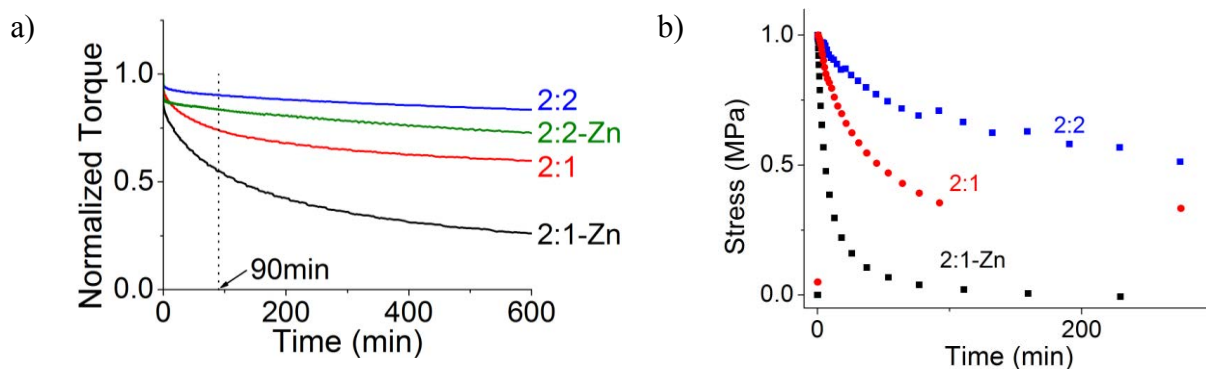 a)
Normalized Torque
1.0
0.5
0.0
2:2
2:2-Zn
2:1
2:1-Zn
90min
0
200
400
600
Time (min)
b)
Stress (MPa)
1.0
0.5
0.0
2:2
2:1
2:1-Zn
0
200
Time (min)